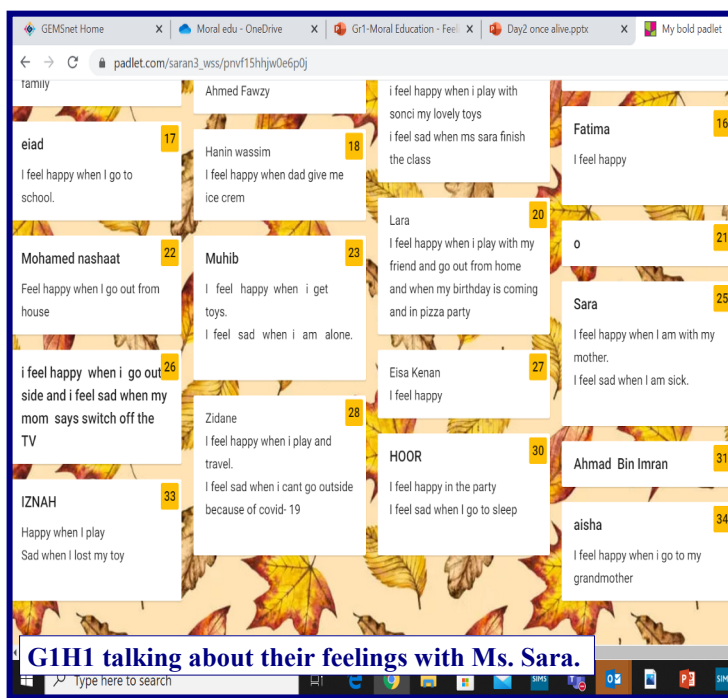 GEMSnet Home
Moral edu - OneDrive
Gr1-Moral Education - Feel
Day2 once alive.pptx
My bold padlet
padlet.com/saran3_wss/pnvf15hhjw0e6p0j
family
17
eiad
I feel happy when I go to
school.
22
Mohamed nashaat
Feel happy when I go out from
house
26
i feel happy when i go out
side and i feel sad when my
mom says switch off the
TV
33
IZNAH
Happy when I play
Sad when I lost my toy
Ahmed Fawzy
18
Hanin wassim
I feel happy when dad give me
ice crem
23
Muhib
I feel happy when i get
toys.
I feel sad when i am alone.
28
Zidane
I feel happy when i play and
travel.
I feel sad when i cant go outside
because of covid- 19
i feel happy when i play with
sonci my lovely toys
i feel sad when ms sara finish
the class
20
Lara
I feel happy when i play with my
friend and go out from home
and when my birthday is coming
and in pizza party
27
Eisa Kenan
I feel happy
30
HOOR
I feel happy in the party
I feel sad when I go to sleep
16
Fatima
I feel happy
21
o
25
Sara
I feel happy when I am with my
mother.
I feel sad when I am sick.
31
Ahmad Bin Imran
34
aisha
I feel happy when i go to my
grandmother
G1H1 talking about their feelings with Ms. Sara.
Type here to search
SIMS